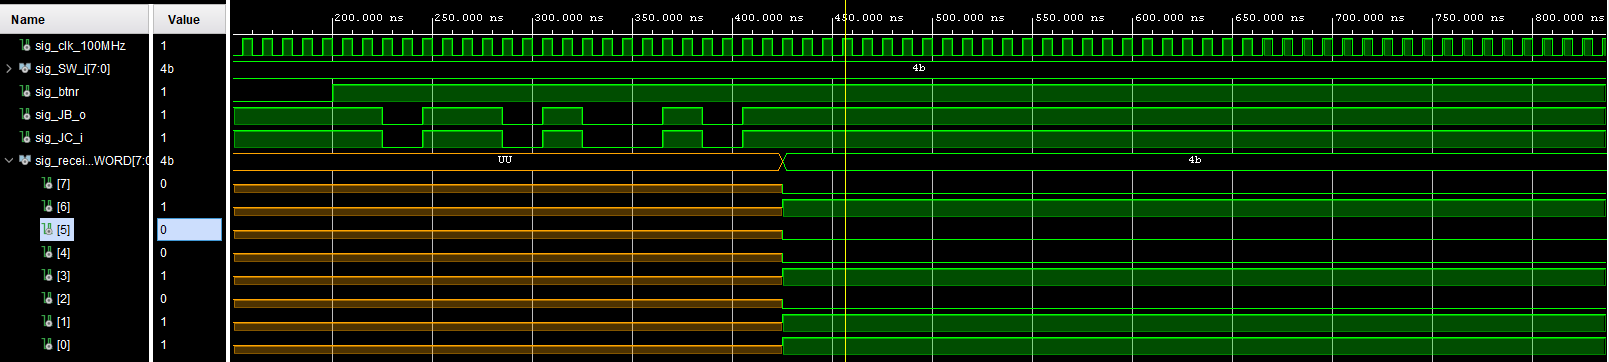 Name Value
200.000 ns 250.000 ns 300.000 ns 350.000 ns 400.000 ns 450.000 ns 500.000 ns 550.000 ns 600.000 ns 650.000 ns 700.000 ns 750.000 ns 800.000 ns
sig_clk_100MHz 1
sig_SW_i[7:0] 4b 4b
sig_btnr 1
sig_JB_o 1
sig_JC_i 1
sig_recei...WORD[7:0 4b UU 4b
[7] 0
[6] 1
[5] 0
[4] 0
[3] 1
[2] 0
[1] 1
[0] 1